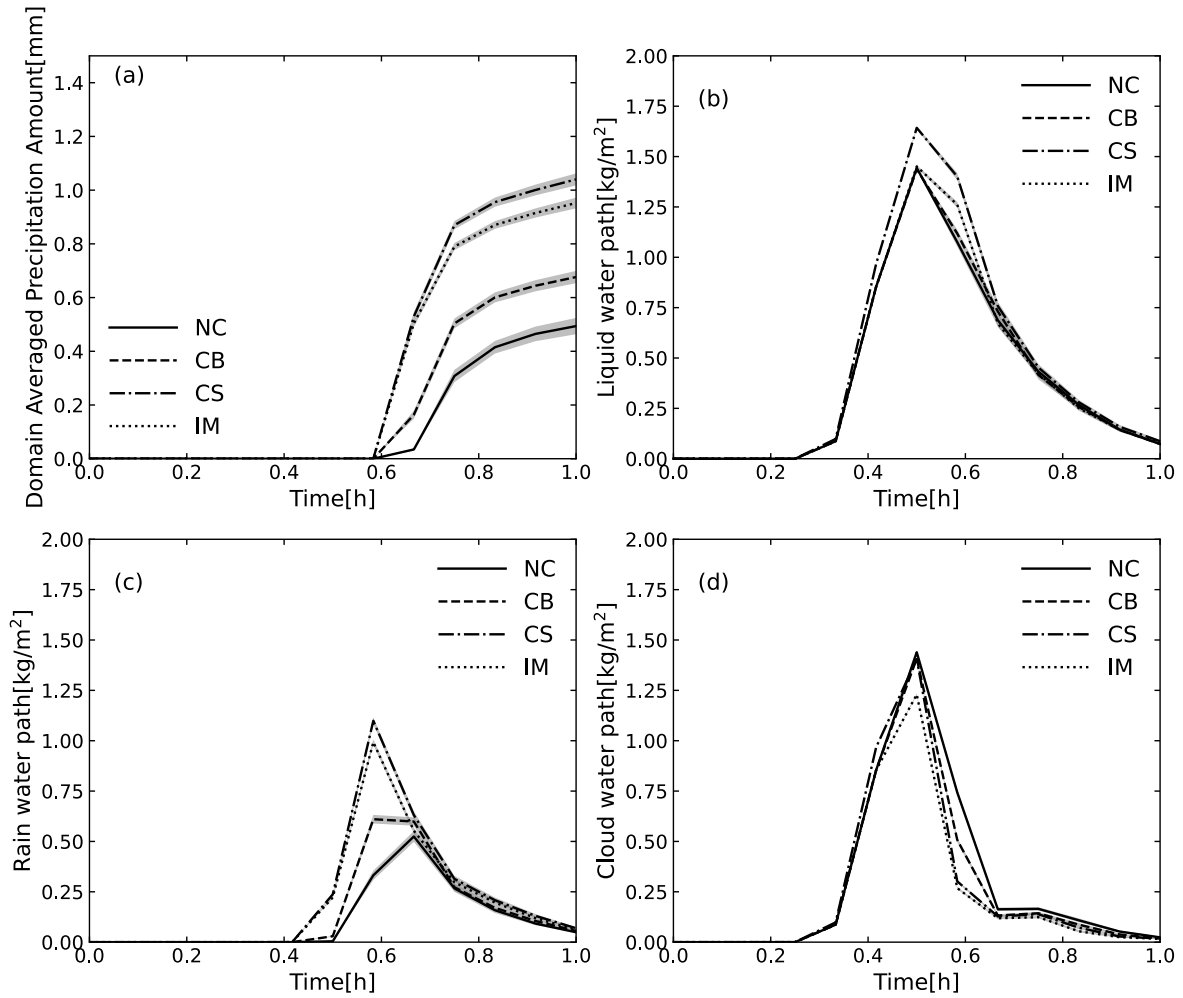 (a)
Domain Averaged Precipitation Amount[mm]
1.4
1.2
1.0
0.8
0.6
0.4
0.2
0.0
NC
CB
CS
IM
0.0 0.2 0.4 0.6 0.8 1.0
Time[h]
(b)
Liquid water path[kg/m²]
2.00
1.75
1.50
1.25
1.00
0.75
0.50
0.25
0.00
NC
CB
CS
IM
0.0 0.2 0.4 0.6 0.8 1.0
Time[h]
(c)
Rain water path[kg/m²]
2.00
1.75
1.50
1.25
1.00
0.75
0.50
0.25
0.00
NC
CB
CS
IM
0.0 0.2 0.4 0.6 0.8 1.0
Time[h]
(d)
Cloud water path[kg/m²]
2.00
1.75
1.50
1.25
1.00
0.75
0.50
0.25
0.00
NC
CB
CS
IM
0.0 0.2 0.4 0.6 0.8 1.0
Time[h]